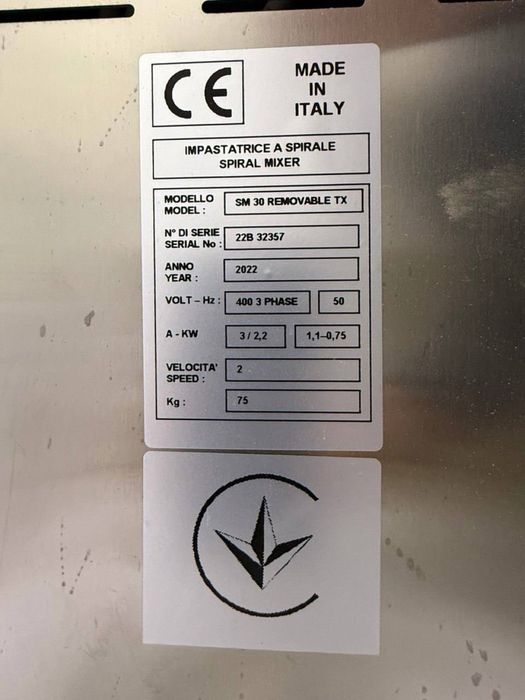 CE
MADE
IN
ITALY
IMPASTATRICE A SPIRALE
SPIRAL MIXER
MODELLO
MODEL :
SM 30 REMOVABLE TX
N° DI SERIE
SERIAL No :
22B 32357
ANNO
YEAR :
2022
VOLT – Hz :
400 3 PHASE
50
A - KW
3 / 2,2
1,1–0,75
VELOCITA'
SPEED :
2
Kg :
75